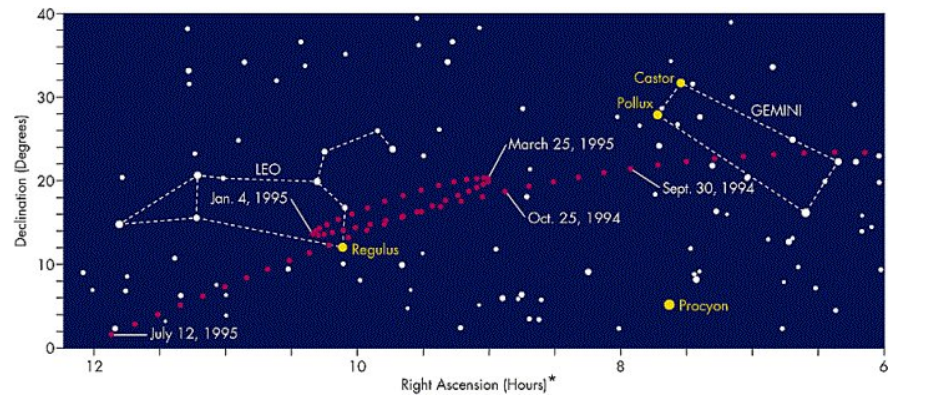 40
30
20
10
0
Declination (Degrees)
Castor
Pollux
GEMINI
March 25, 1995
LEO
Jan. 4, 1995
Sept. 30, 1994
Oct. 25, 1994
Regulus
Procyon
July 12, 1995
12
10
8
6
Right Ascension (Hours)*